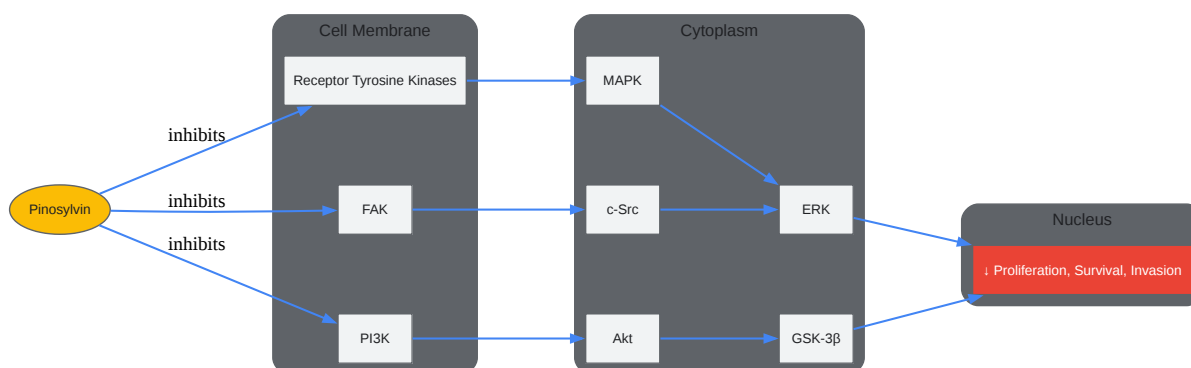 Cell Membrane
Cytoplasm
Receptor Tyrosine Kinases
MAPK
inhibits
Pinosylvin
inhibits
FAK
c-Src
ERK
Nucleus
inhibits
↓ Proliferation, Survival, Invasion
PI3K
Akt
GSK-3β